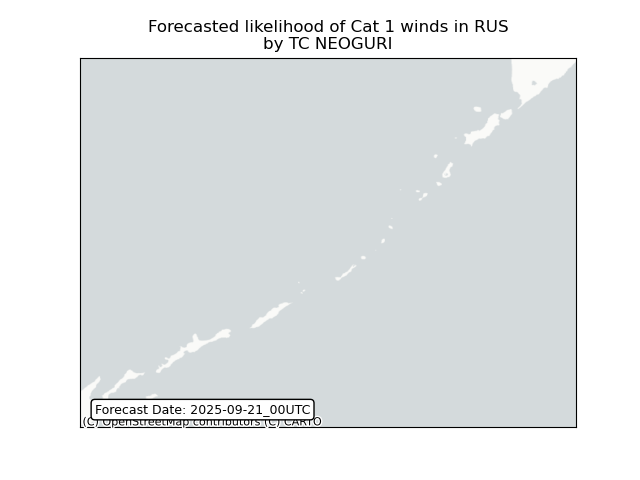 Forecasted likelihood of Cat 1 winds in RUS
by TC NEOGURI
Forecast Date: 2025-09-21_00UTC
(C) OpenStreetMap contributors (C) CARTO